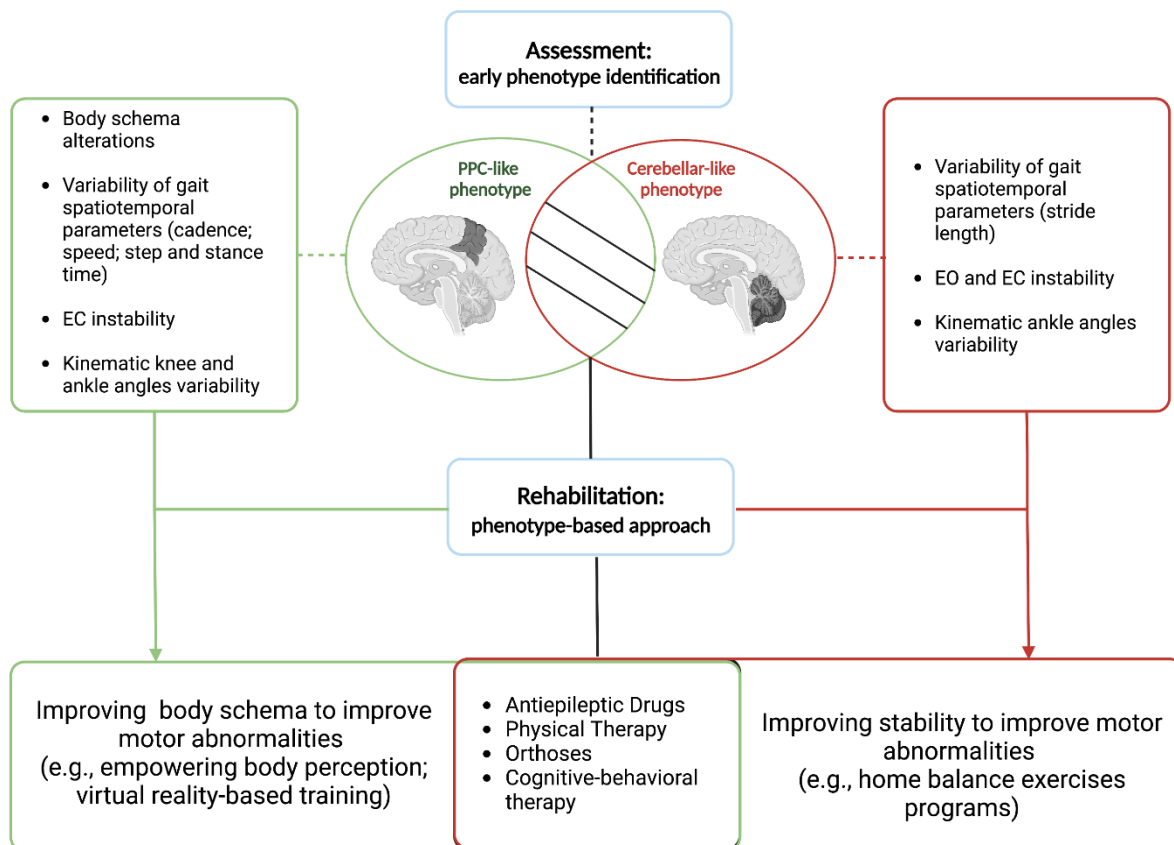 Assessment:
early phenotype identification
• Body schema
alterations
• Variability of gait
spatiotemporal
parameters (cadence;
speed; step and stance
time)
• EC instability
• Kinematic knee and
ankle angles variability
PPC-like
phenotype
Cerebellar-like
phenotype
• Variability of gait
spatiotemporal
parameters (stride
length)
• EO and EC instability
• Kinematic ankle angles
variability
Rehabilitation:
phenotype-based approach
Improving body schema to improve
motor abnormalities
(e.g., empowering body perception;
virtual reality-based training)
• Antiepileptic Drugs
• Physical Therapy
• Orthoses
• Cognitive-behavioral
therapy
Improving stability to improve motor
abnormalities
(e.g., home balance exercises
programs)